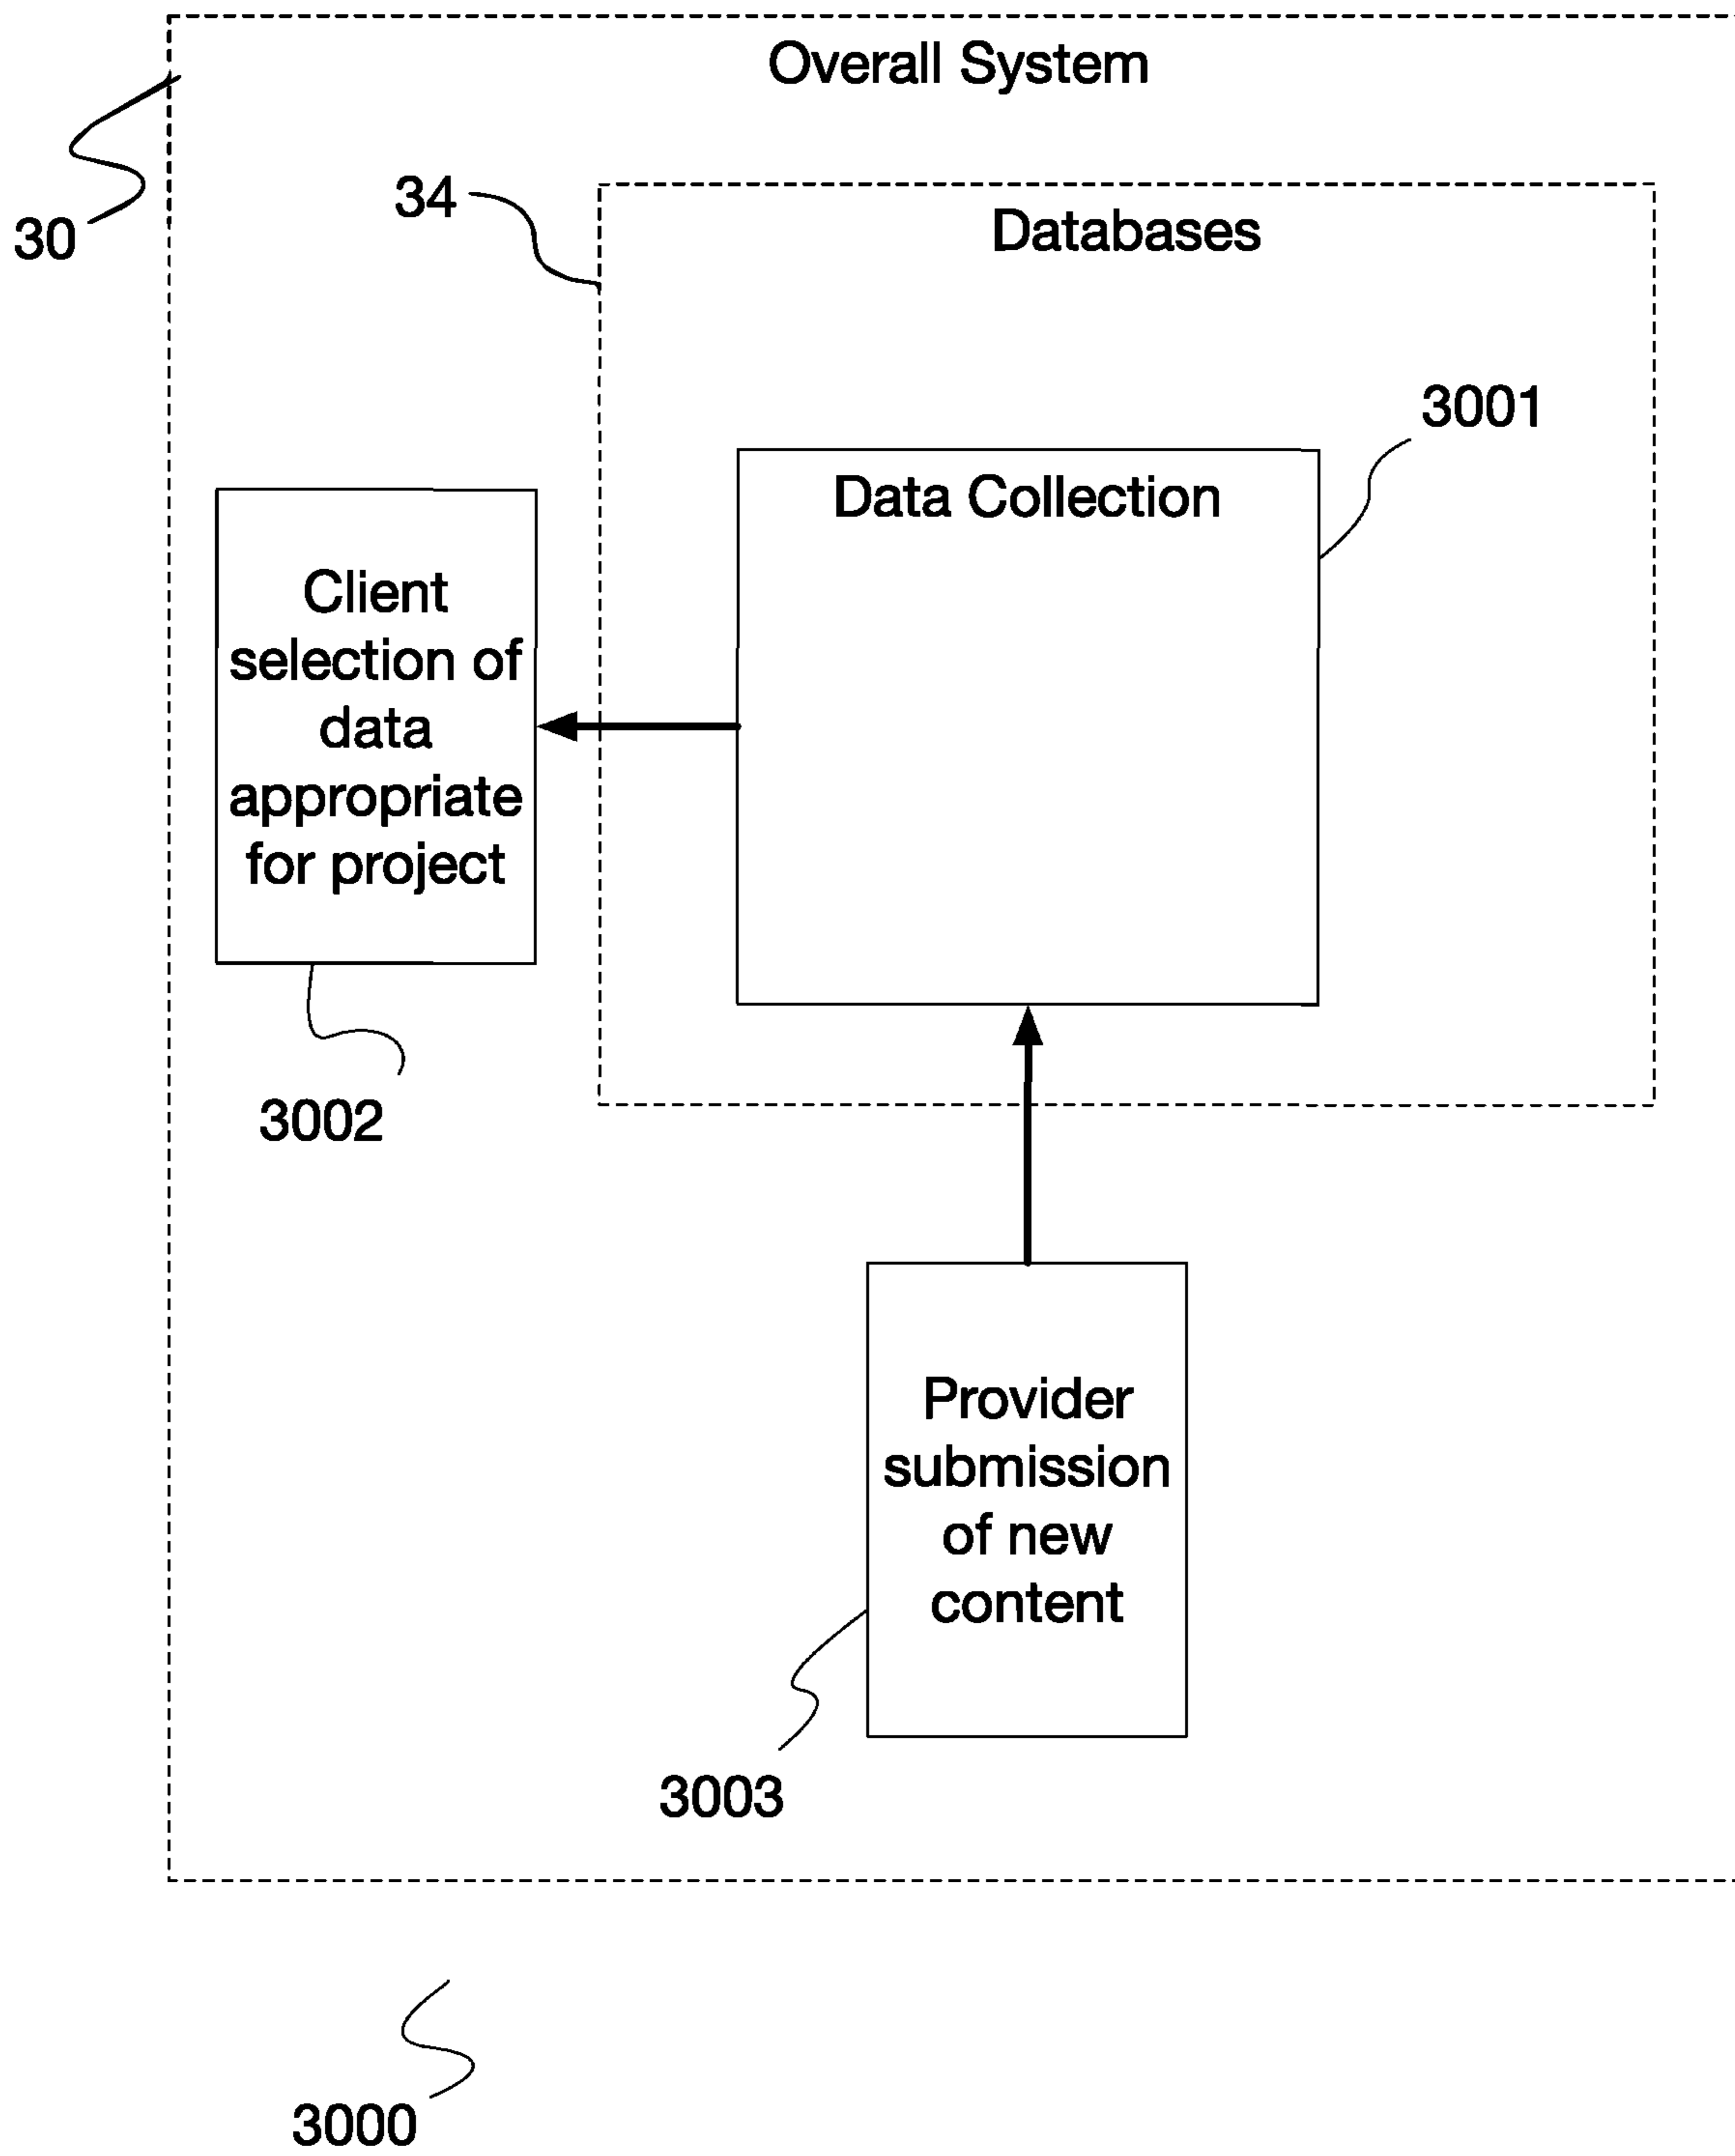 Overall System
30
34
Databases
3001
Data Collection
Client
selection of
data
appropriate
for project
3002
Provider
submission
of new
content
3003
3000